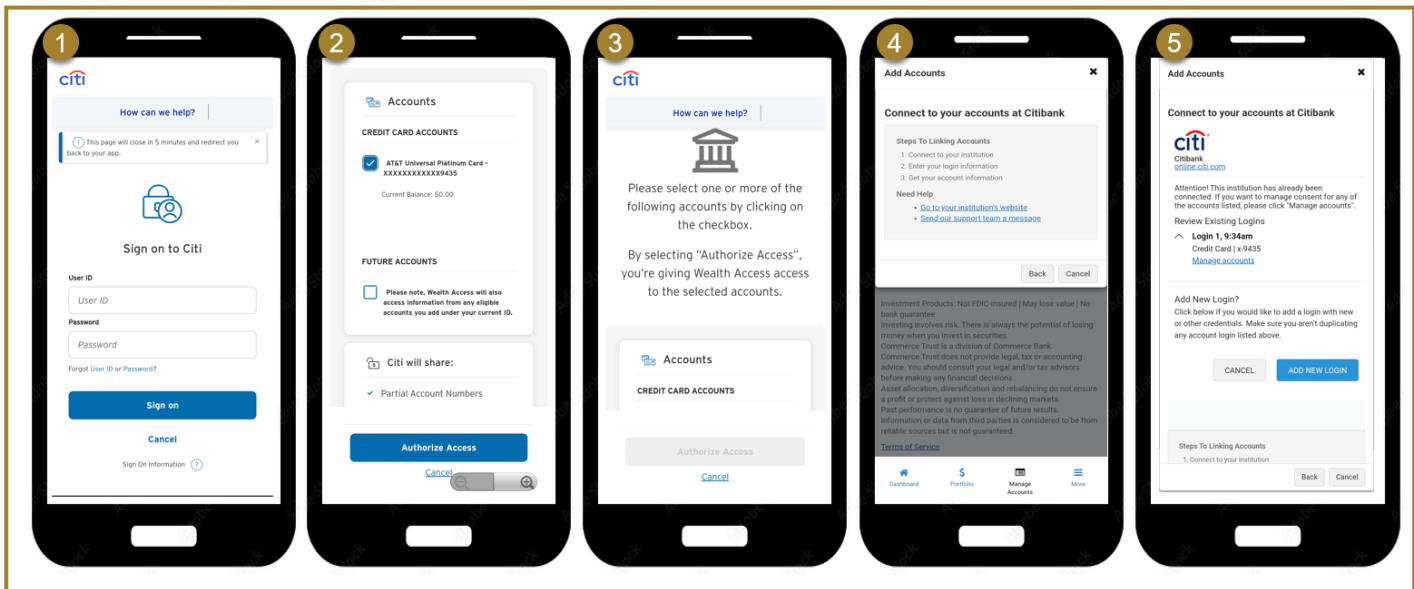 1
citi
How can we help?
This page will close in 5 minutes and redirect you
back to your app.
Sign on to Citi
User ID
User ID
Password
Password
Forgot User ID or Password?
Sign on
Cancel
Sign On Information ?
2
Accounts
CREDIT CARD ACCOUNTS
AT&T Universal Platinum Card -
XXXXXXXXXXXX9435
Current Balance: $0.00
FUTURE ACCOUNTS
Please note, Wealth Access will also
access information from any eligible
accounts you add under your current ID.
Citi will share:
Partial Account Numbers
Authorize Access
Cancel
3
citi
How can we help?
Please select one or more of the
following accounts by clicking on
the checkbox.
By selecting “Authorize Access”,
you're giving Wealth Access access
to the selected accounts.
Accounts
CREDIT CARD ACCOUNTS
Authorize Access
Cancel
4
Add Accounts
Connect to your accounts at Citibank
Steps To Linking Accounts
1. Connect to your institution
2. Enter your login information
3. Get your account information
Need Help
• Go to your institution's website
• Send our support team a message
Back Cancel
Investment Products: Not FDIC-insured | May lose value | No
bank guarantee
Investing involves risk. There is always the potential of losing
money when you invest in securities.
Commerce Trust is a division of Commerce Bank.
Commerce Trust does not provide legal, tax or accounting
advice. You should consult your legal and/or tax advisors
before making any financial decisions.
Asset allocation, diversification and rebalancing do not ensure
a profit or protect against loss in declining markets.
Past performance is no guarantee of future results.
Information or data from third parties is considered to be from
reliable sources but is not guaranteed.
Terms of Service
Dashboard Portfolio Manage More
Accounts
5
Add Accounts
Connect to your accounts at Citibank
citi
Citibank
online.citi.com
Attention! This institution has already been
connected. If you want to manage consent for any of
the accounts listed, please click "Manage accounts".
Review Existing Logins
Login 1, 9:34am
Credit Card | x-9435
Manage accounts
Add New Login?
Click below if you would like to add a login with new
or other credentials. Make sure you aren't duplicating
any account login listed above.
CANCEL ADD NEW LOGIN
Steps To Linking Accounts
1. Connect to your institution
Back Cancel